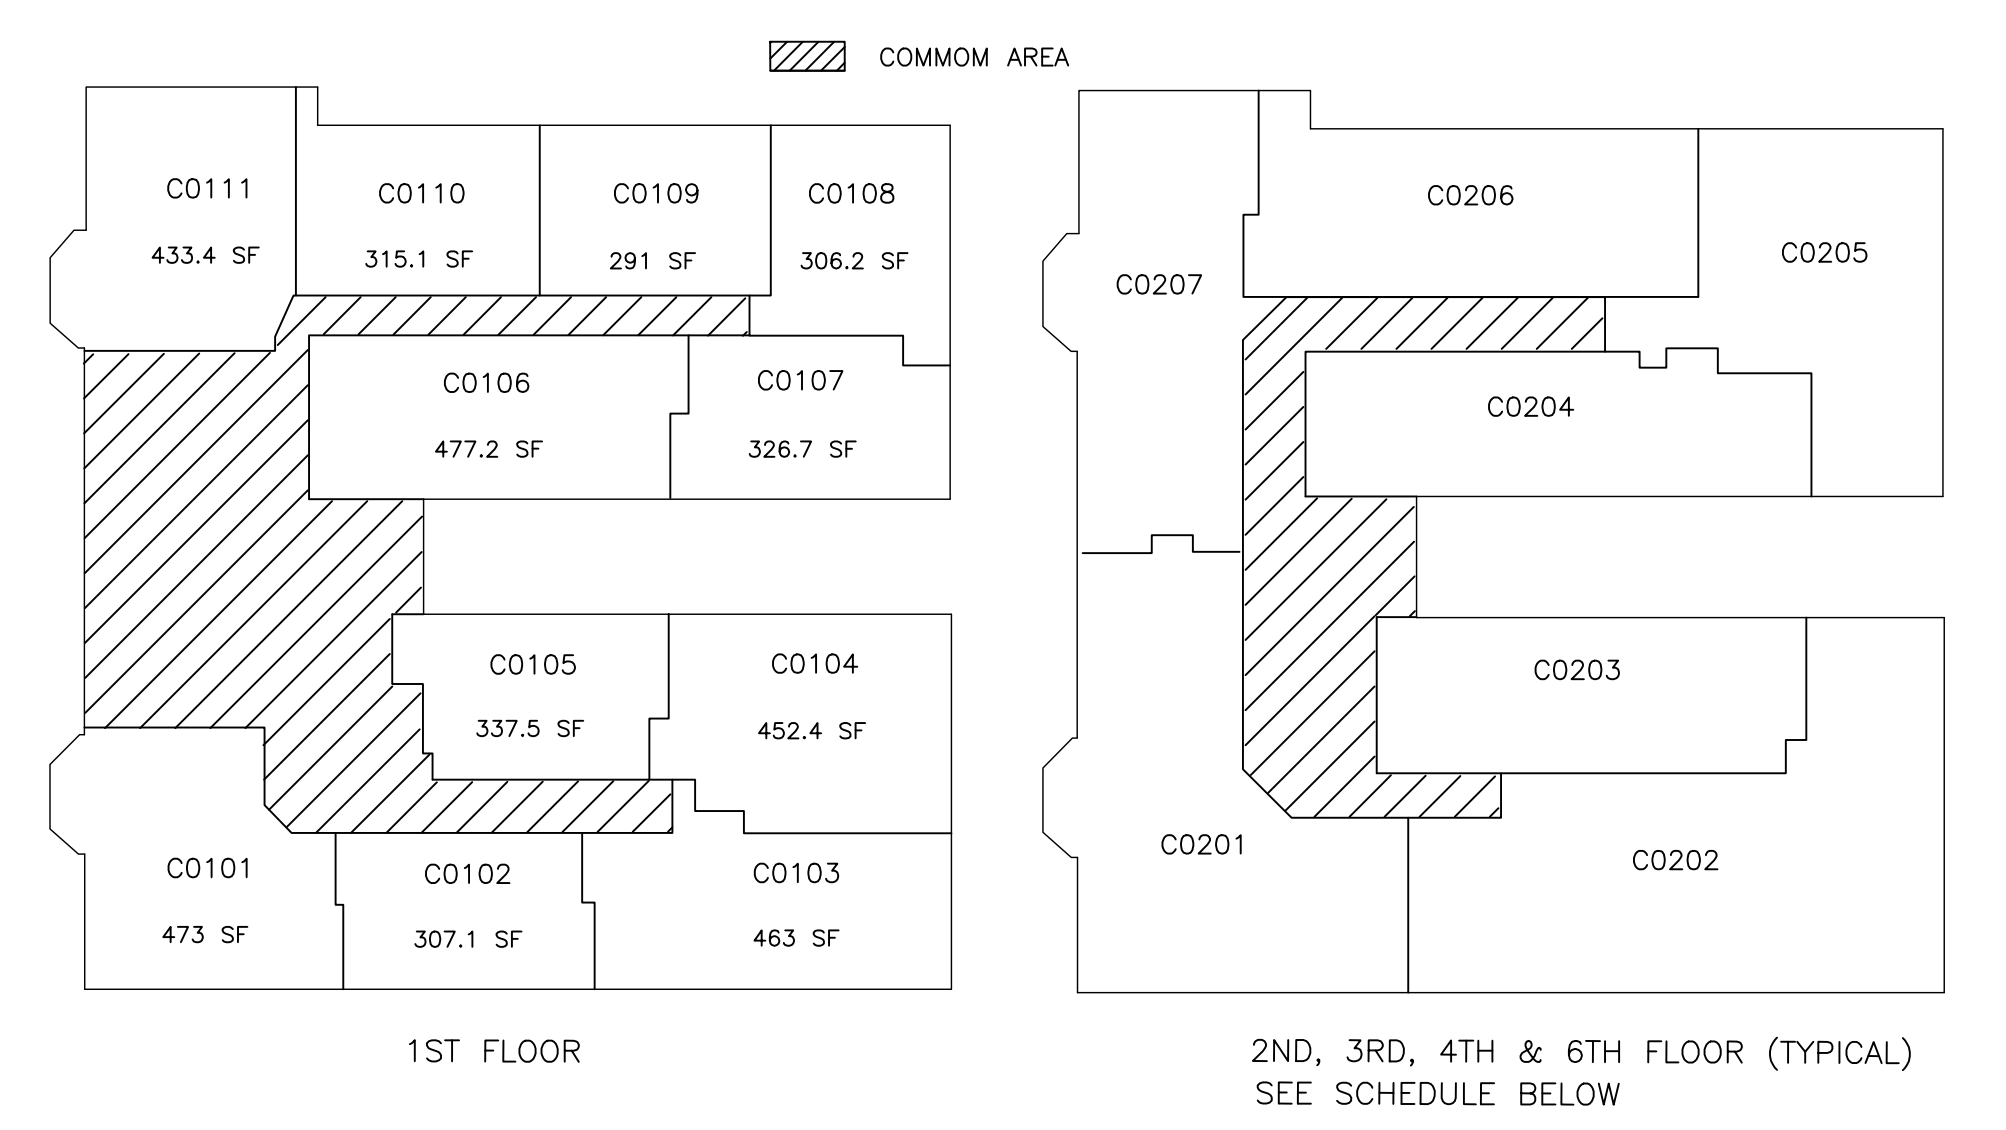 COMMOM AREA
C0111
433.4 SF
C0110
315.1 SF
C0109
291 SF
C0108
306.2 SF
C0106
477.2 SF
C0107
326.7 SF
C0105
337.5 SF
C0104
452.4 SF
C0101
473 SF
C0102
307.1 SF
C0103
463 SF
1ST FLOOR
C0206
C0205
C0207
C0204
C0203
C0201
C0202
2ND, 3RD, 4TH & 6TH FLOOR (TYPICAL)
SEE SCHEDULE BELOW